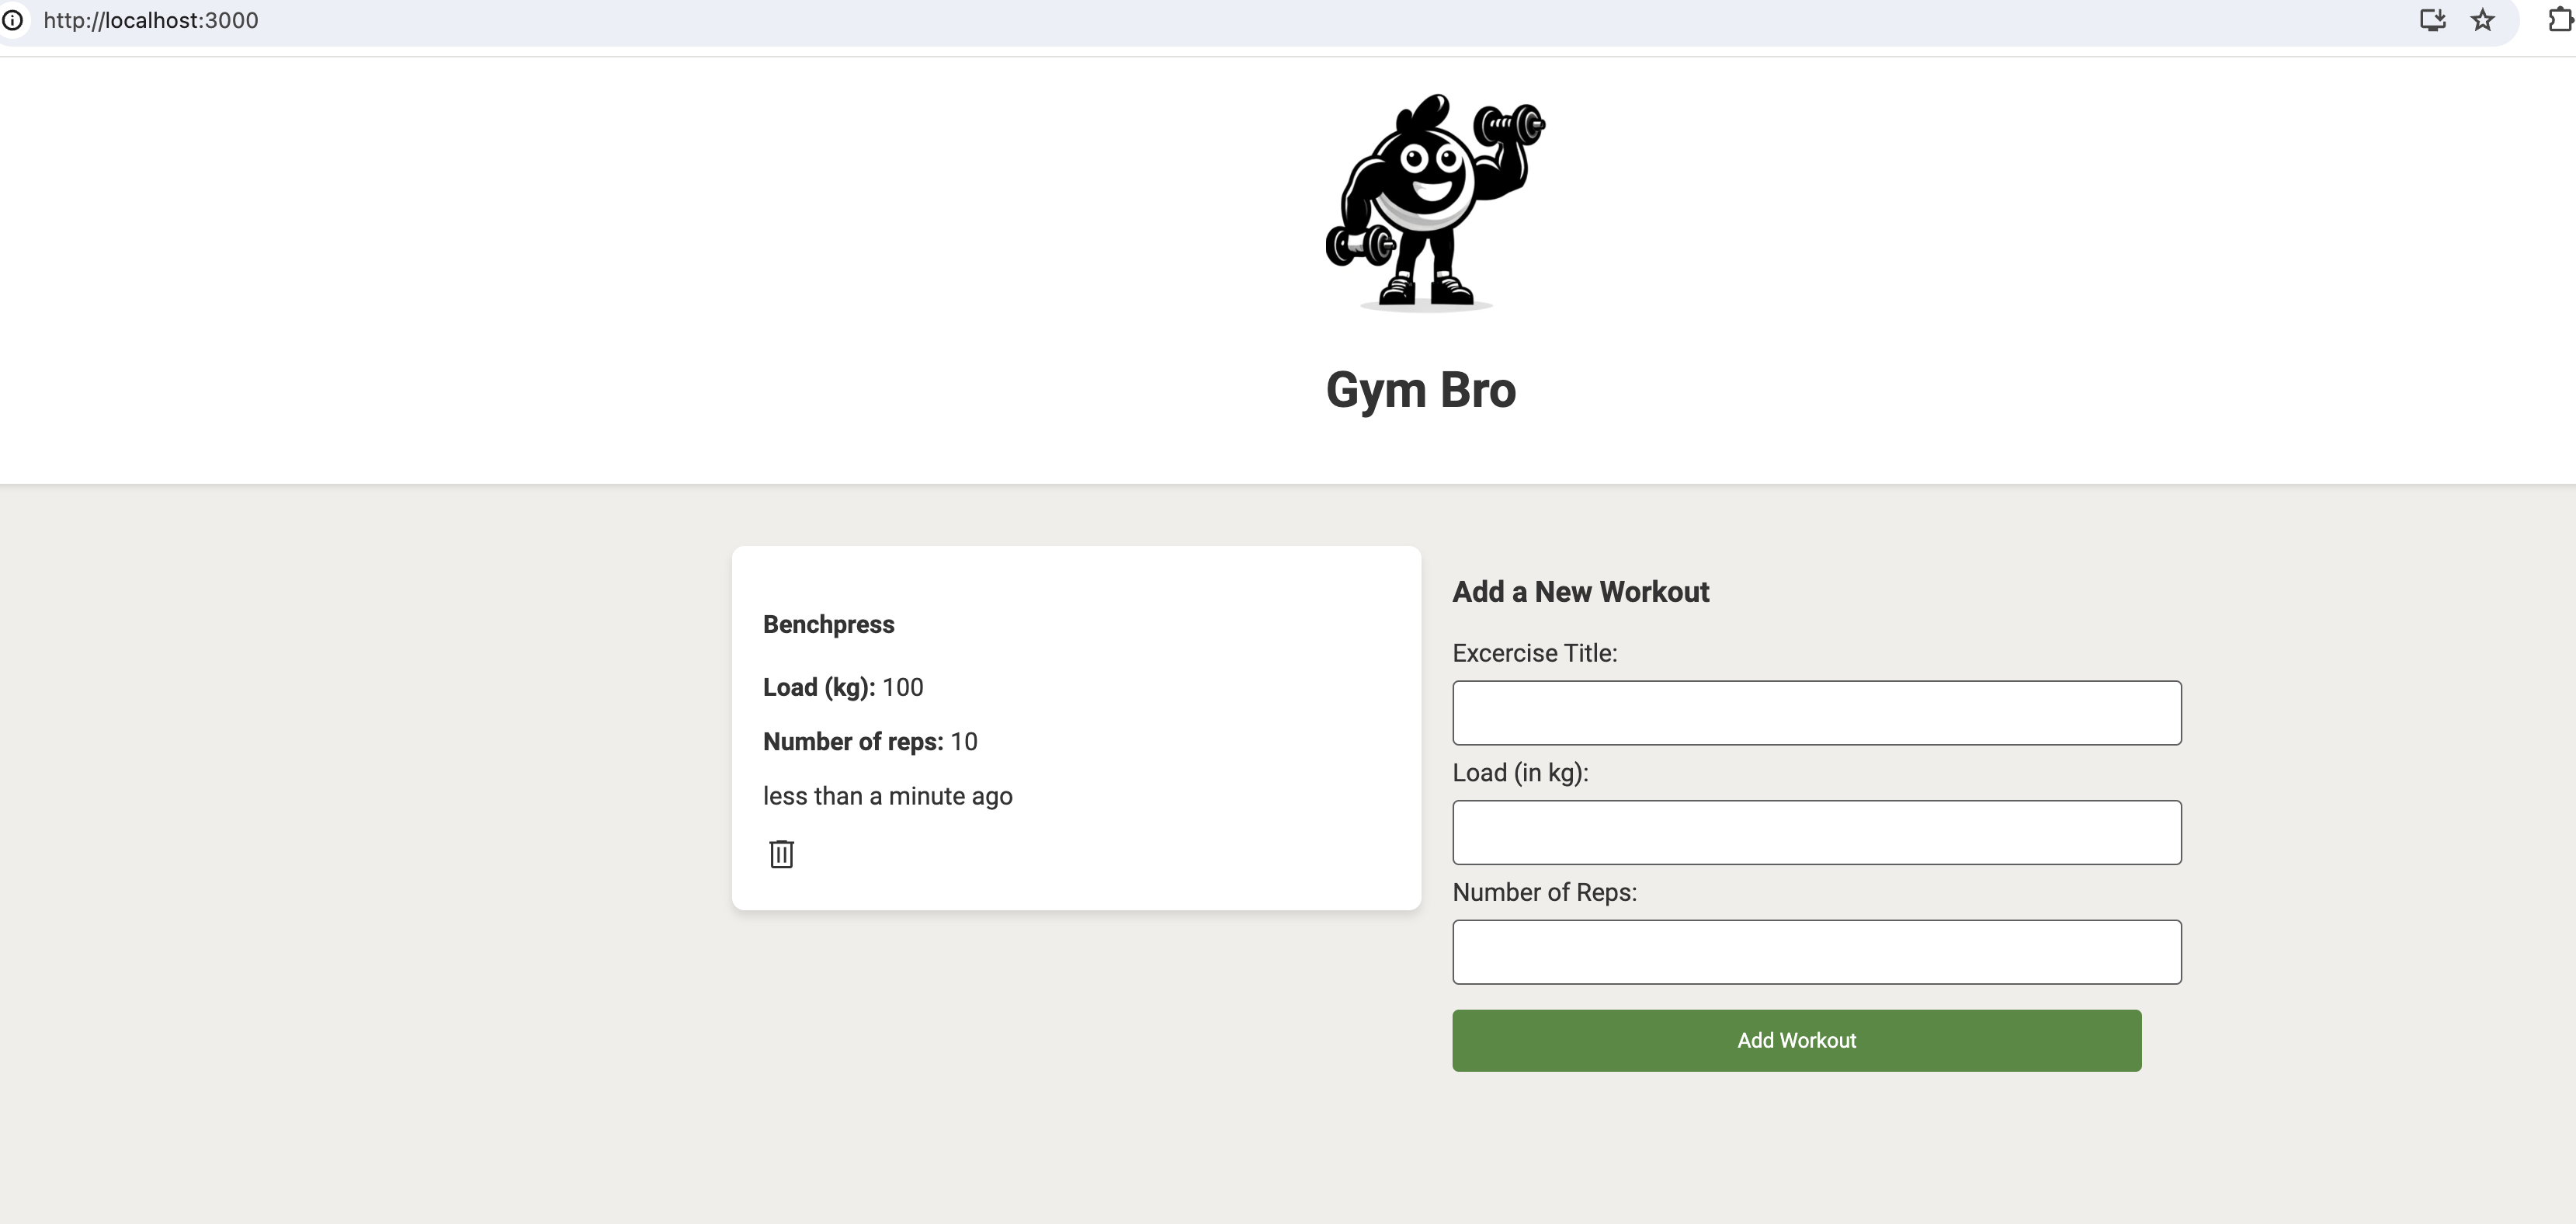 http://localhost:3000
Gym Bro
Benchpress
Load (kg): 100
Number of reps: 10
less than a minute ago
Add a New Workout
Excercise Title:
Load (in kg):
Number of Reps:
Add Workout